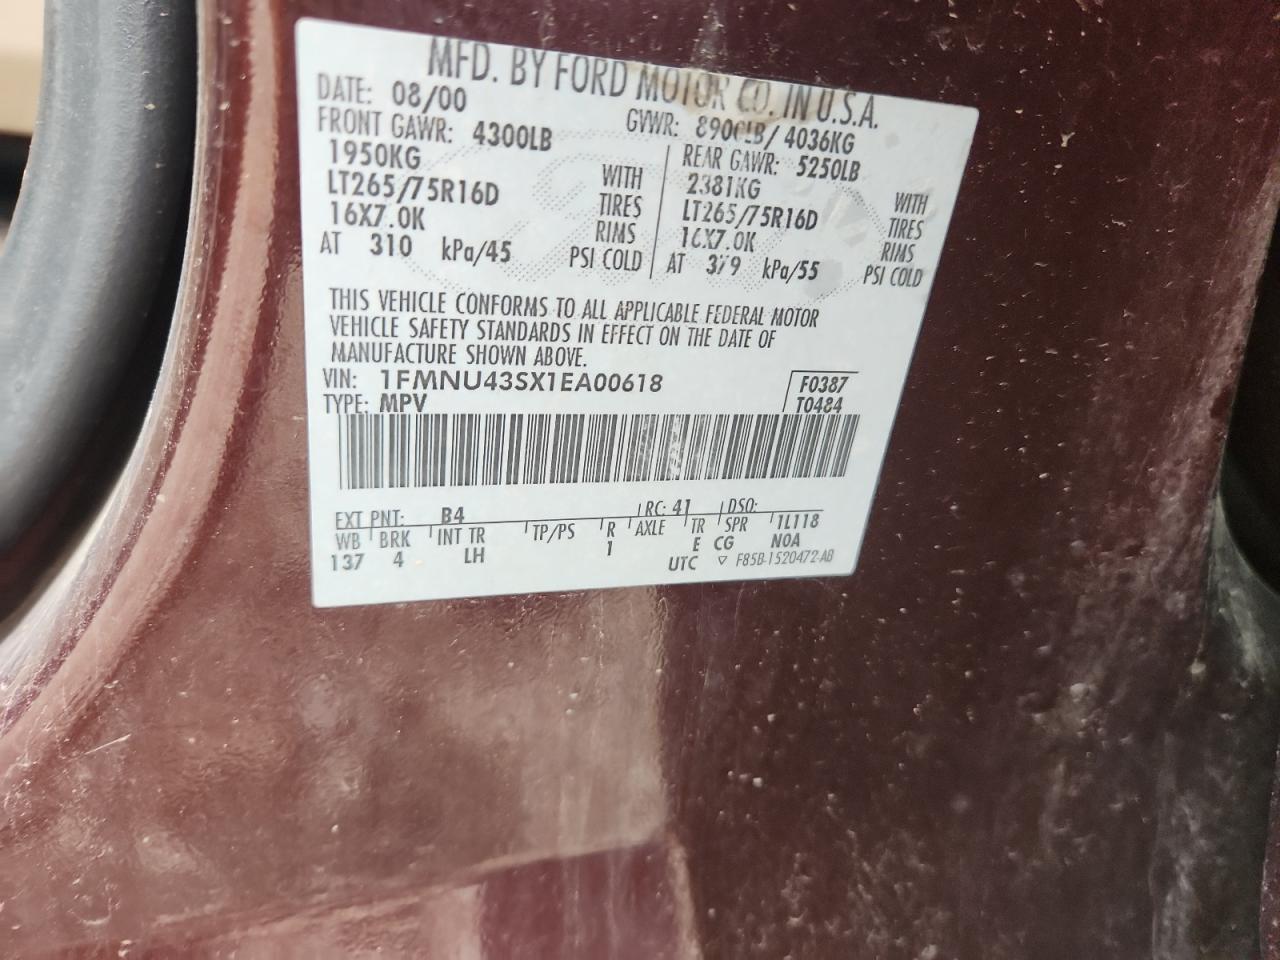 MFD. BY FORD MOTOR CO. IN U.S.A.
DATE: 08/00 GVWR: 8900LB/ 4036KG
FRONT GAWR: 4300LB REAR GAWR: 5250LB
1950KG WITH 2381KG WITH
LT265/75R16D TIRES LT265/75R16D TIRES
16X7.0K RIMS 16X7.0K RIMS
AT 310 kPa/45 PSI COLD AT 379 kPa/55 PSI COLD
THIS VEHICLE CONFORMS TO ALL APPLICABLE FEDERAL MOTOR
VEHICLE SAFETY STANDARDS IN EFFECT ON THE DATE OF
MANUFACTURE SHOWN ABOVE.
VIN: 1FMNU43SX1EA00618 F0387
TYPE: MPV T0484
EXT PNT: B4 RC: 41 DSO:
WB BRK INT TR TP/PS R AXLE TR SPR 1L118
137 4 LH 1 E CG N0A
UTC ▽ F85B-1520472-AB